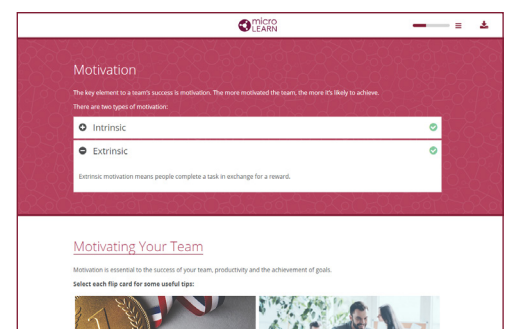 micro
LEARN
Motivation
The key element to a team's success is motivation. The more motivated the team, the more it's likely to achieve.
There are two types of motivation:
Intrinsic
Extrinsic
Extrinsic motivation means people complete a task in exchange for a reward.
Motivating Your Team
Motivation is essential to the success of your team, productivity and the achievement of goals.
Select each flip card for some useful tips:
1